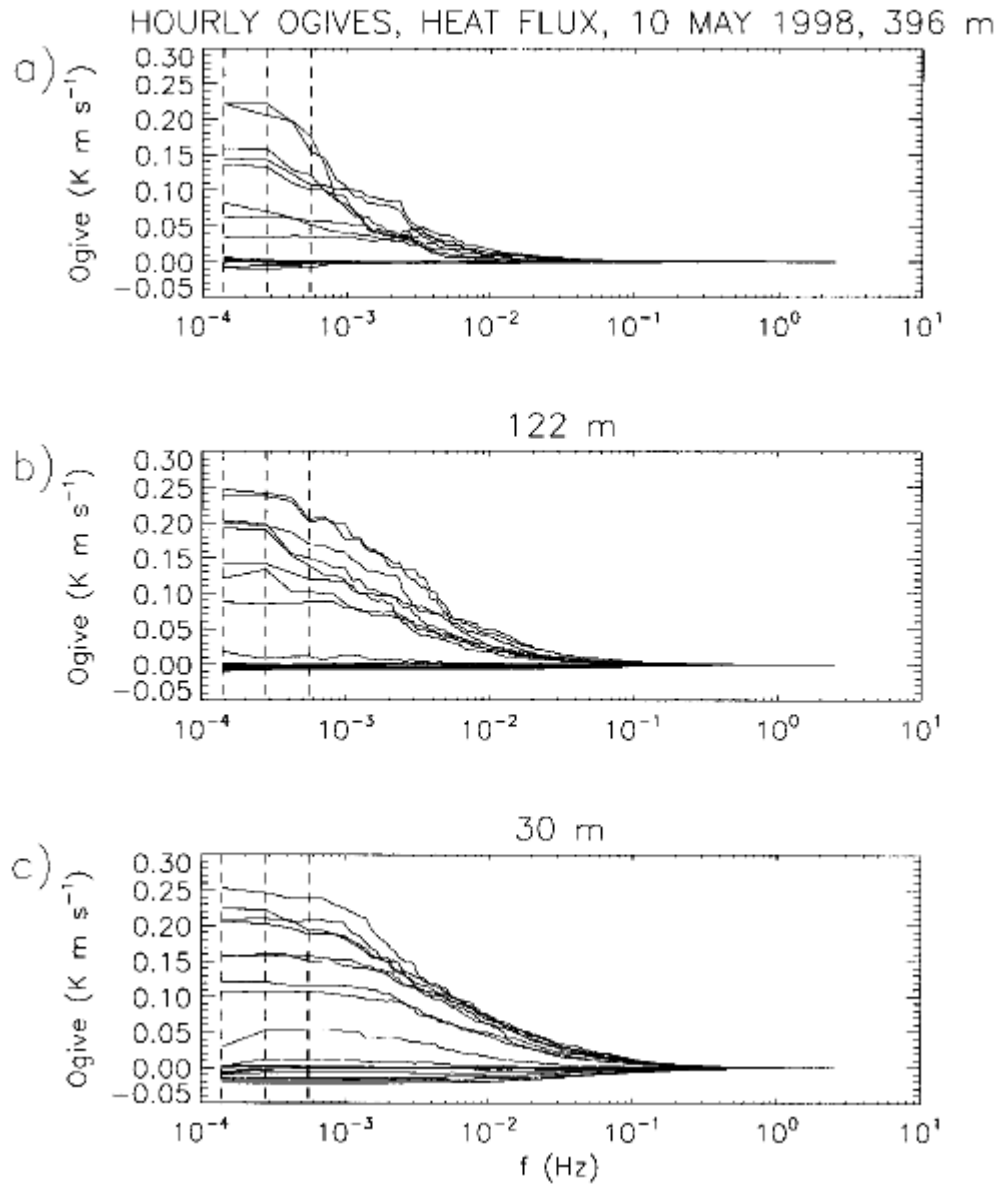 HOURLY OGIVES, HEAT FLUX, 10 MAY 1998, 396 m
a)
Ogive (K m s⁻¹)
0.30
0.25
0.20
0.15
0.10
0.05
0.00
−0.05
10⁻⁴ 10⁻³ 10⁻² 10⁻¹ 10⁰ 10¹
122 m
b)
Ogive (K m s⁻¹)
0.30
0.25
0.20
0.15
0.10
0.05
0.00
−0.05
10⁻⁴ 10⁻³ 10⁻² 10⁻¹ 10⁰ 10¹
30 m
c)
Ogive (K m s⁻¹)
0.30
0.25
0.20
0.15
0.10
0.05
0.00
−0.05
10⁻⁴ 10⁻³ 10⁻² 10⁻¹ 10⁰ 10¹
f (Hz)